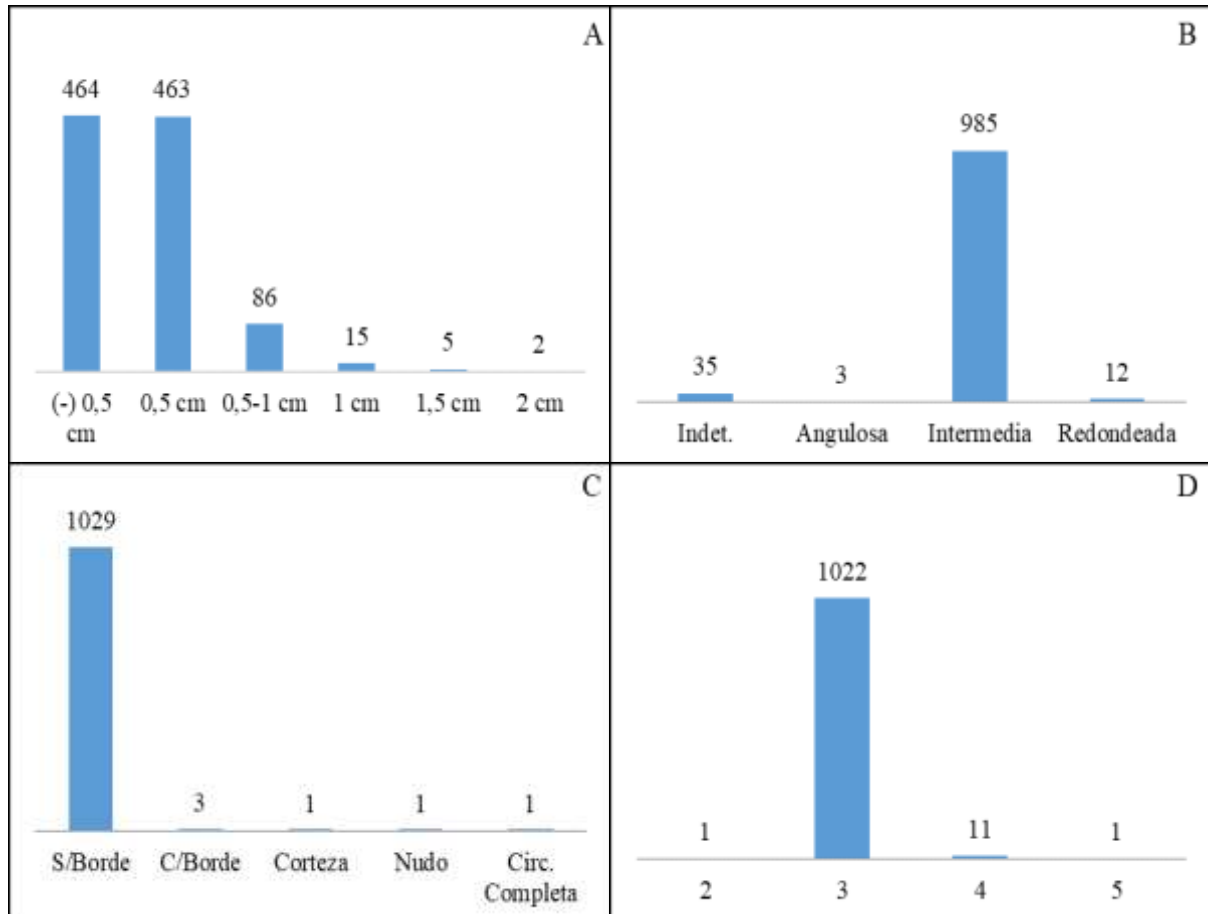 A
464
463
86
15
5
2
(-) 0,5 cm
0,5 cm
0,5-1 cm
1 cm
1,5 cm
2 cm
B
985
35
3
12
Indet.
Angulosa
Intermedia
Redondeada
C
1029
3
1
1
1
S/Borde
C/Borde
Corteza
Nudo
Circ.
Completa
D
1022
1
11
1
2
3
4
5